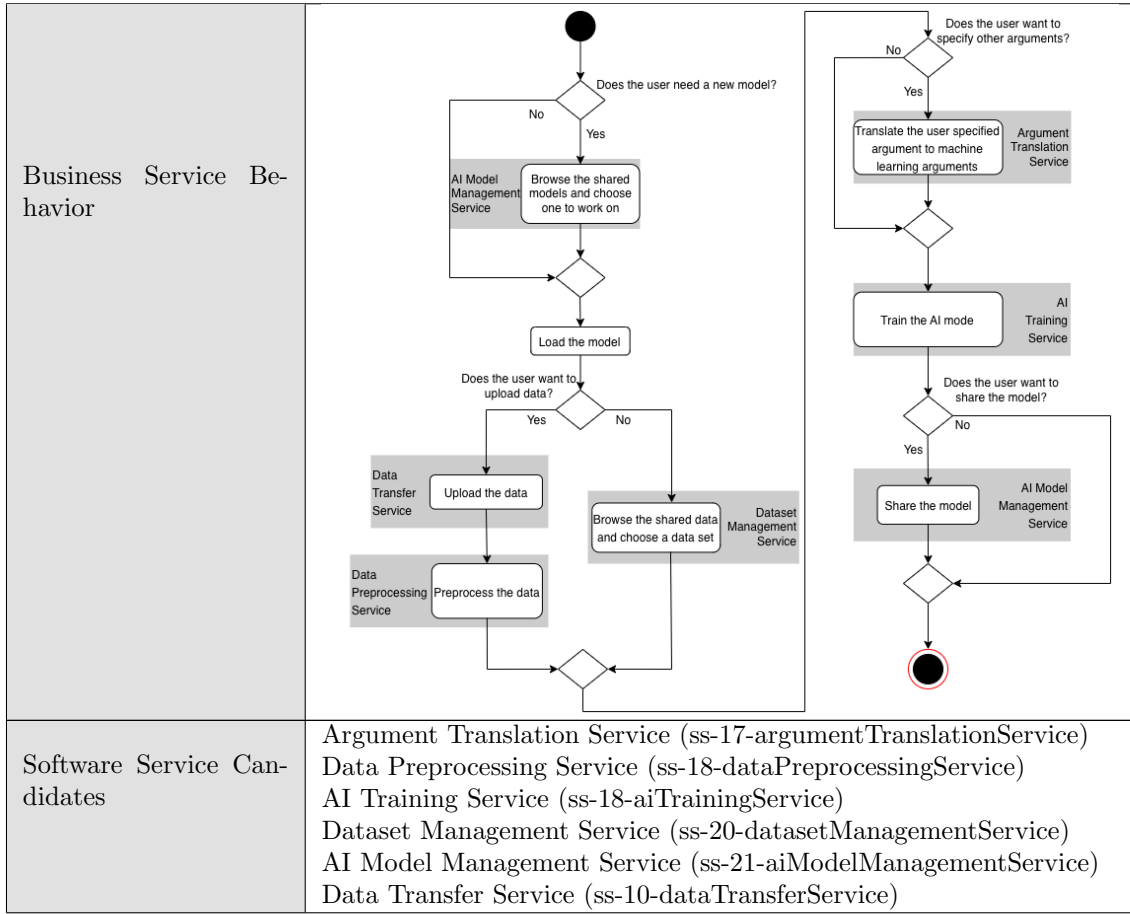 Business Service Be-
havior
Does the user need a new model?
No
Yes
AI Model
Management
Service
Browse the shared
models and choose
one to work on
Load the model
Does the user want to
upload data?
Yes
No
Data
Transfer
Service
Upload the data
Browse the shared data
and choose a data set
Dataset
Management
Service
Data
Preprocessing
Service
Preprocess the data
Does the user want to
specify other arguments?
No
Yes
Translate the user specified
argument to machine
learning arguments
Argument
Translation
Service
Train the AI mode
AI
Training
Service
Does the user want to
share the model?
No
Yes
Share the model
AI Model
Management
Service
Software Service Can-
didates
Argument Translation Service (ss-17-argumentTranslationService)
Data Preprocessing Service (ss-18-dataPreprocessingService)
AI Training Service (ss-18-aiTrainingService)
Dataset Management Service (ss-20-datasetManagementService)
AI Model Management Service (ss-21-aiModelManagementService)
Data Transfer Service (ss-10-dataTransferService)